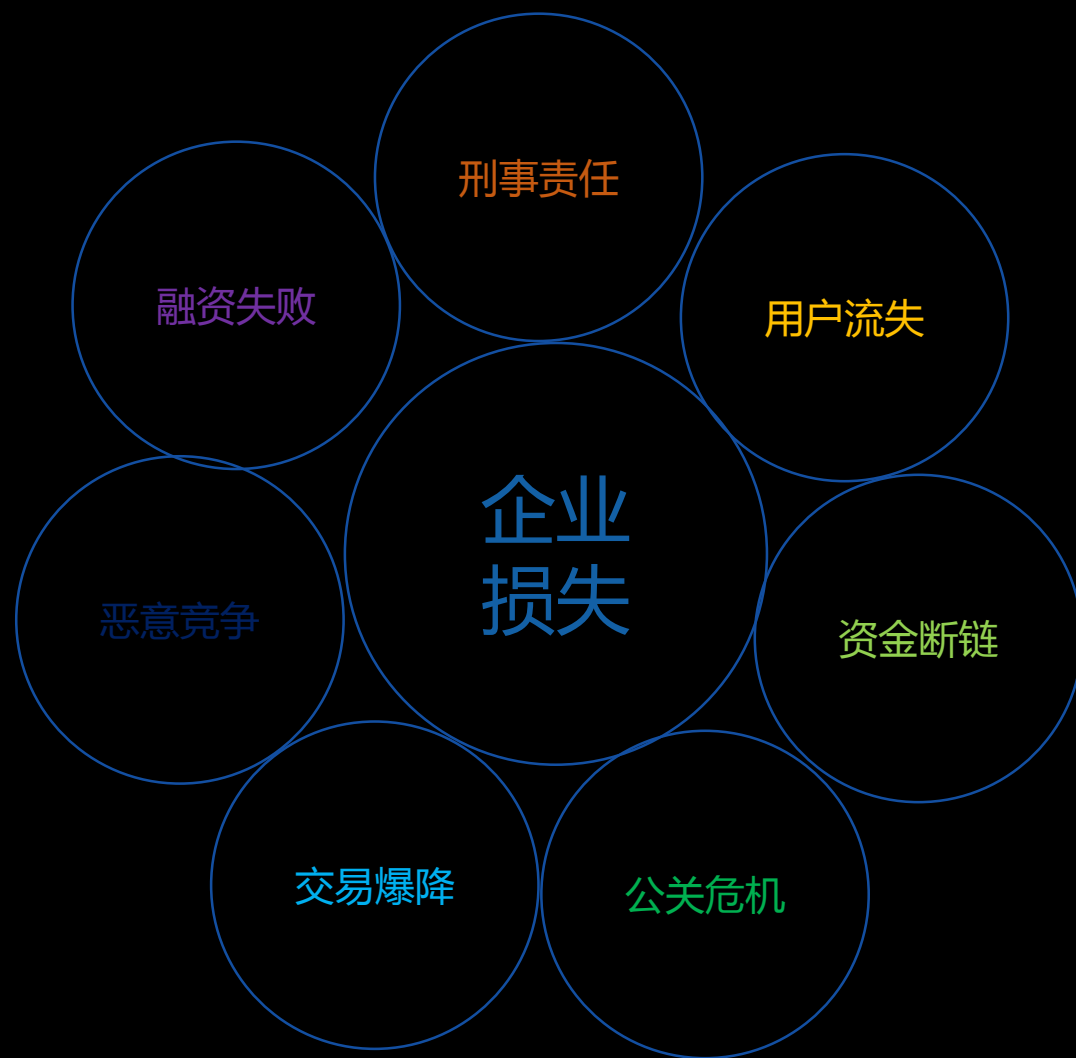 刑事责任
融资失败
用户流失
企业
损失
恶意竞争
资金断链
交易爆降
公关危机